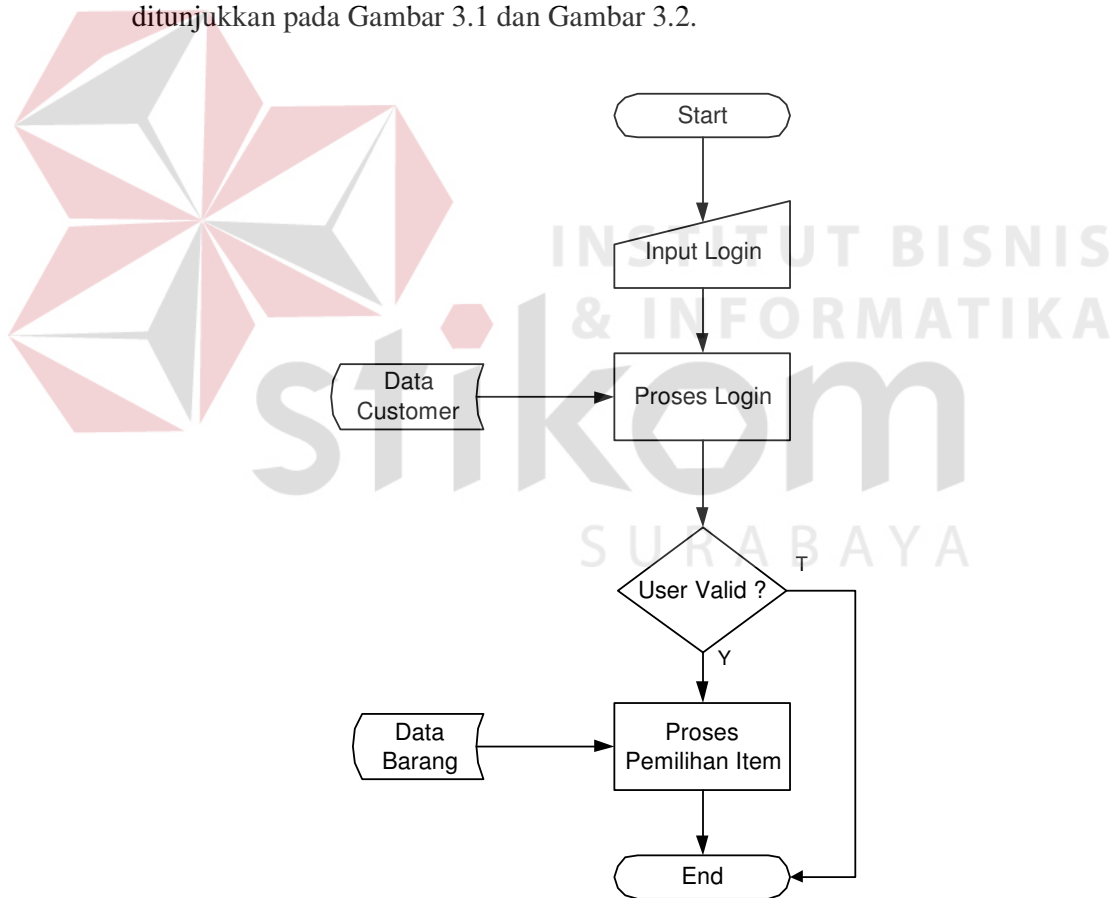 ditunjukkan pada Gambar 3.1 dan Gambar 3.2.
Start
Input Login
INSTITUT BISNIS
& INFORMATIKA
Data
Customer
Proses Login
stikom
SURABAYA
User Valid ?
T
Y
Data
Barang
Proses
Pemilihan Item
End